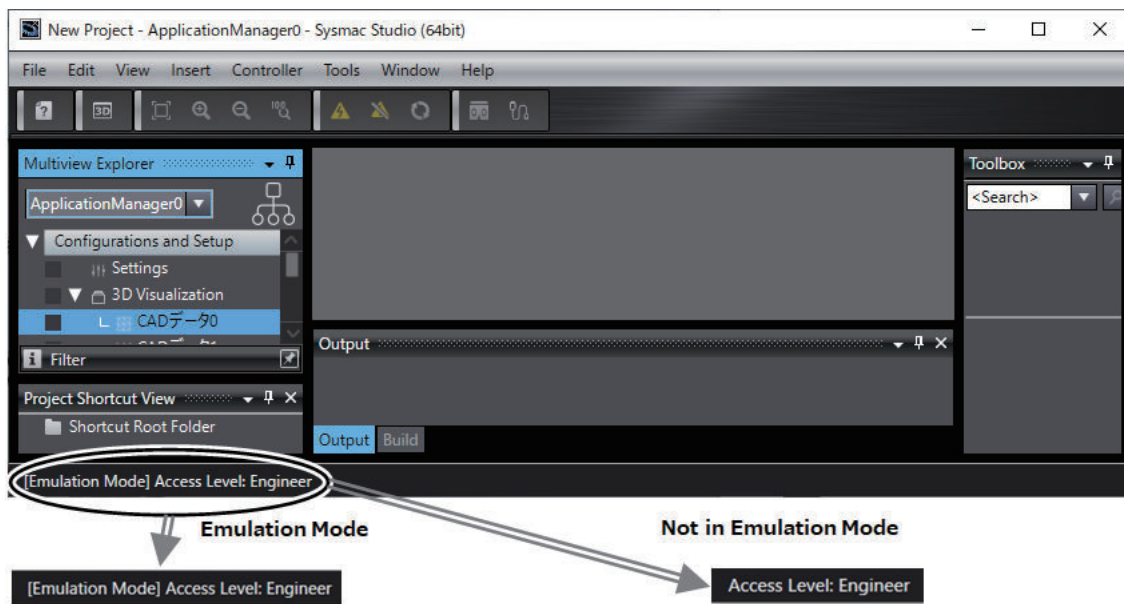 New Project - ApplicationManager0 - Sysmac Studio (64bit)
File Edit View Insert Controller Tools Window Help
3D
100
Multiview Explorer
Toolbox
ApplicationManager0
<Search>
Configurations and Setup
Settings
3D Visualization
CADデータ0
Filter
Output
Project Shortcut View
Shortcut Root Folder
Output Build
[Emulation Mode] Access Level: Engineer
Emulation Mode
Not in Emulation Mode
[Emulation Mode] Access Level: Engineer
Access Level: Engineer